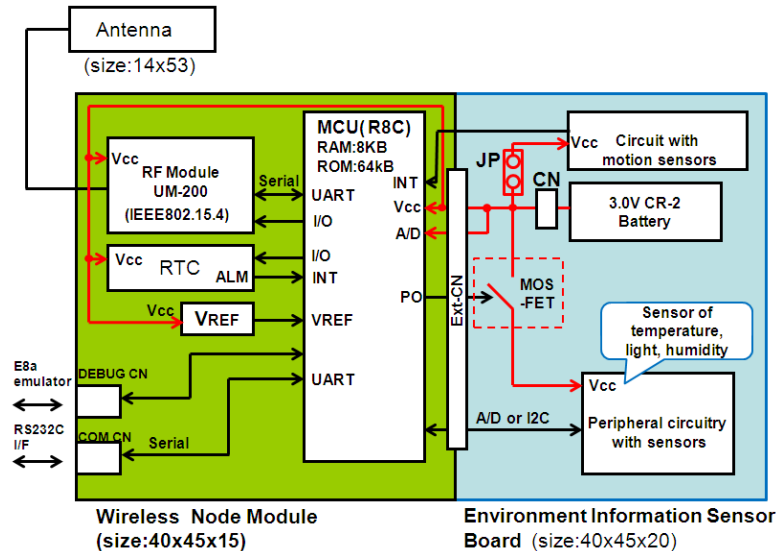 Antenna
(size:14x53)
MCU(R8C)
RAM:8KB
ROM:64kB
Vcc
RF Module
UM-200
(IEEE802.15.4)
Serial
UART
I/O
INT
Vcc
A/D
JP
CN
Vcc
Circuit with
motion sensors
3.0V CR-2
Battery
Vcc
RTC
ALM
I/O
INT
PO
Ext-CN
MOS
-FET
Vcc
VREF
VREF
Sensor of
temperature,
light, humidity
E8a
emulator
DEBUG CN
UART
Vcc
Peripheral circuitry
with sensors
RS232C
I/F
COM CN
Serial
A/D or I2C
Wireless Node Module
(size:40x45x15)
Environment Information Sensor
Board (size:40x45x20)